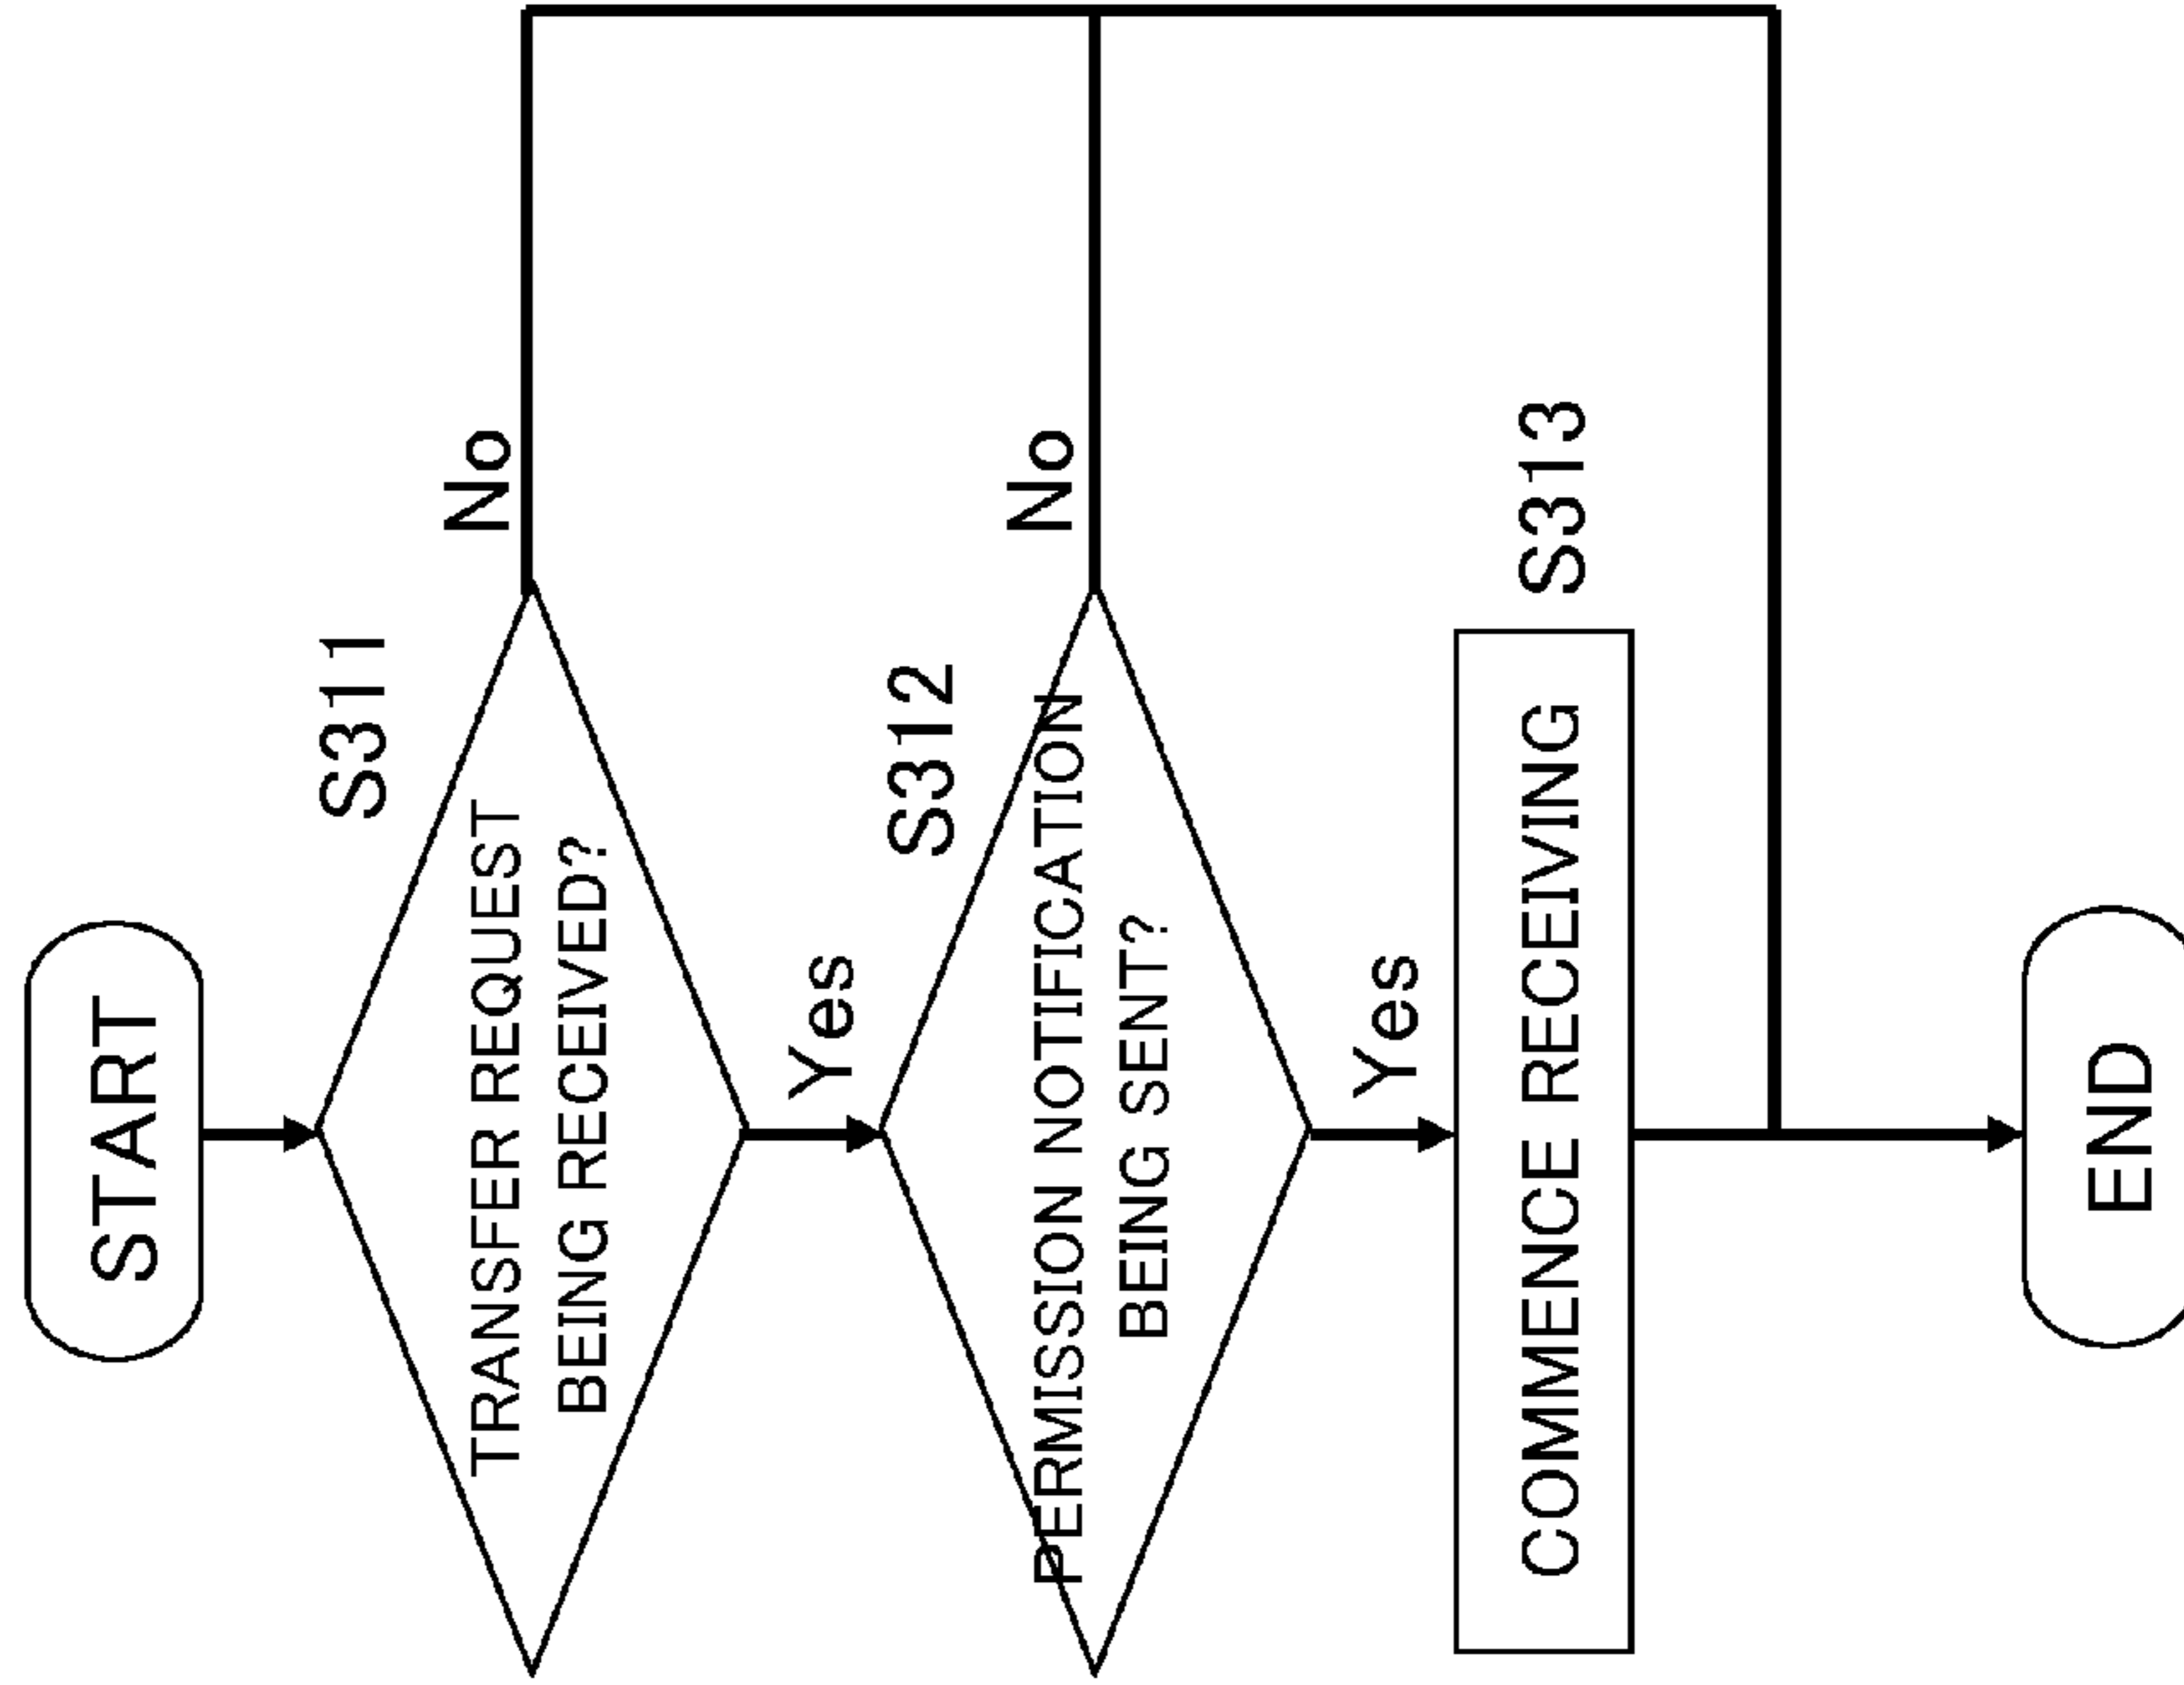 START
S311
TRANSFER REQUEST
BEING RECEIVED?
No
Yes
S312
PERMISSION NOTIFICATION
BEING SENT?
No
Yes
S313
COMMENCE RECEIVING
END